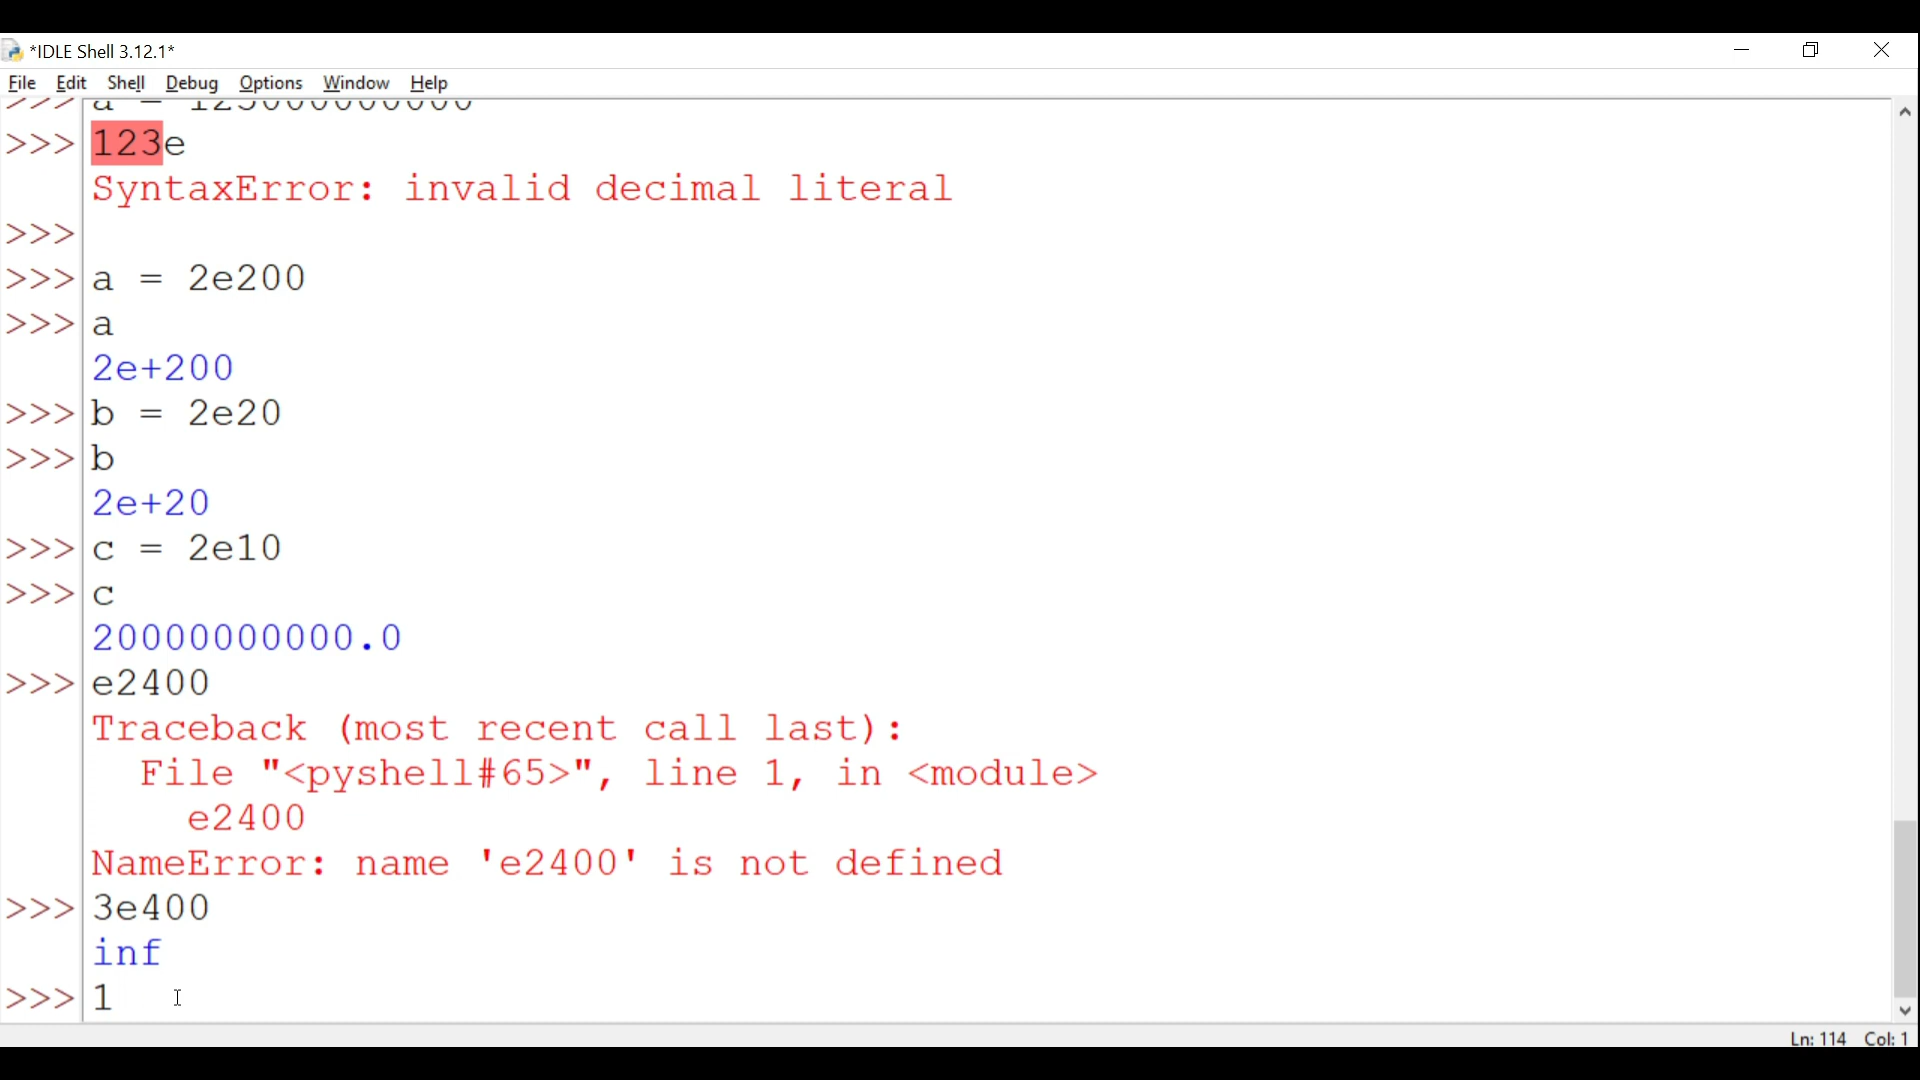 *IDLE Shell 3.12.1*
File Edit Shell Debug Options Window Help
>>> 123e
SyntaxError: invalid decimal literal
>>>
>>> a = 2e200
>>> a
2e+200
>>> b = 2e20
>>> b
2e+20
>>> c = 2e10
>>> c
20000000000.0
>>> e2400
Traceback (most recent call last):
  File "<pyshell#65>", line 1, in <module>
    e2400
NameError: name 'e2400' is not defined
>>> 3e400
inf
>>> 1
Ln: 114 Col: 1